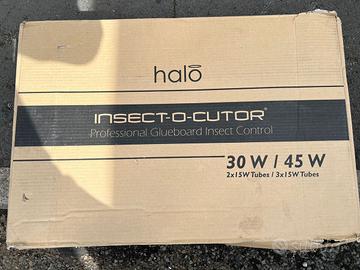 halo
INSECT-O-CUTOR®
Professional Glueboard Insect Control
30 W / 45 W
2x15W Tubes / 3x15W Tubes